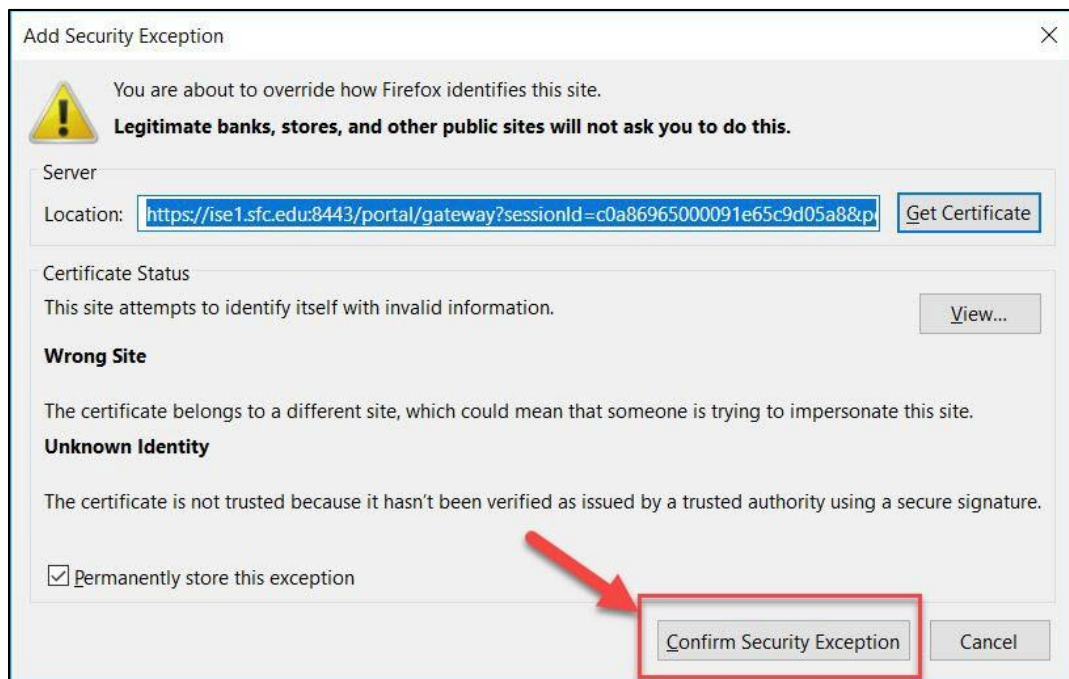 Add Security Exception
You are about to override how Firefox identifies this site.
Legitimate banks, stores, and other public sites will not ask you to do this.
Server
Location: https://ise1.sfc.edu:8443/portal/gateway?sessionId=c0a86965000091e65c9d05a8&p Get Certificate
Certificate Status
This site attempts to identify itself with invalid information.
View...
Wrong Site
The certificate belongs to a different site, which could mean that someone is trying to impersonate this site.
Unknown Identity
The certificate is not trusted because it hasn't been verified as issued by a trusted authority using a secure signature.
Permanently store this exception
Confirm Security Exception Cancel